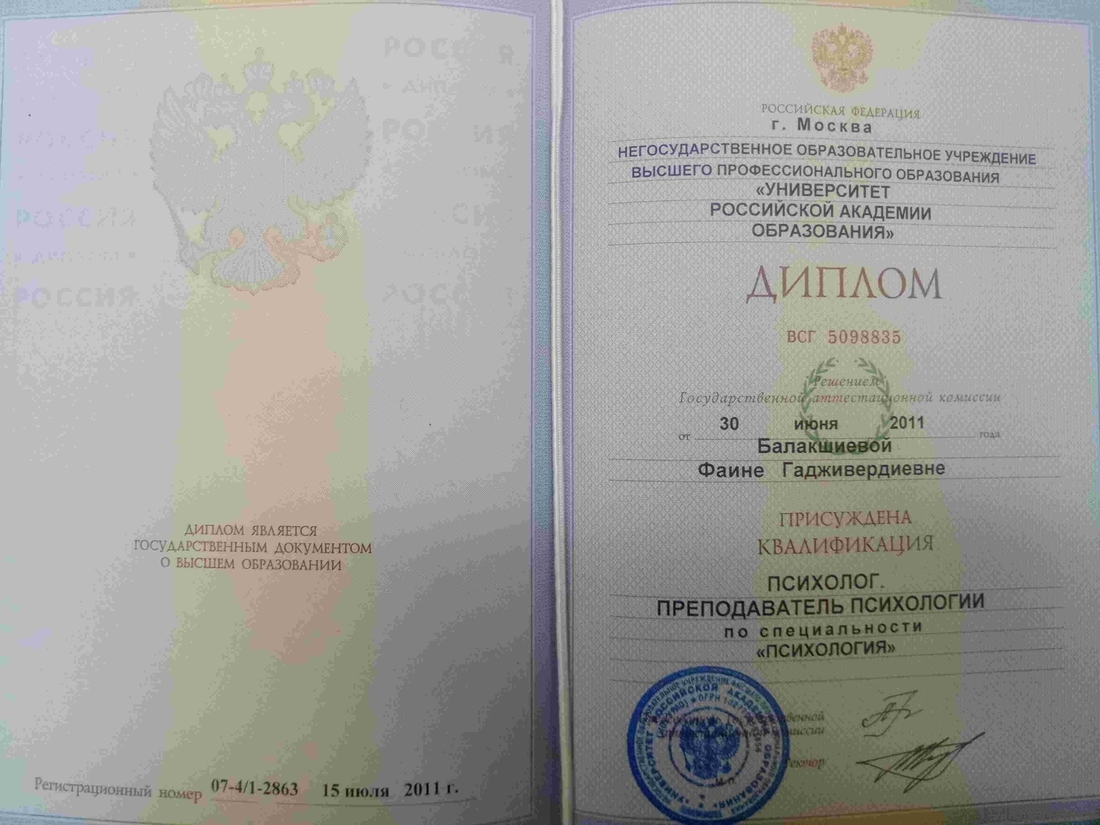 ДИПЛОМ ЯВЛЯЕТСЯ
ГОСУДАРСТВЕННЫМ ДОКУМЕНТОМ
О ВЫСШЕМ ОБРАЗОВАНИИ
Регистрационный номер 07-4/1-2863 15 июля 2011 г.
РОССИЙСКАЯ ФЕДЕРАЦИЯ
г. Москва
НЕГОСУДАРСТВЕННОЕ ОБРАЗОВАТЕЛЬНОЕ УЧРЕЖДЕНИЕ
ВЫСШЕГО ПРОФЕССИОНАЛЬНОГО ОБРАЗОВАНИЯ
«УНИВЕРСИТЕТ
РОССИЙСКОЙ АКАДЕМИИ
ОБРАЗОВАНИЯ»
ДИПЛОМ
ВСГ 5098835
Решением
Государственной аттестационной комиссии
от 30 июня 2011 года
Балакшиевой
Фаине Гадживердиевне
ПРИСУЖДЕНА
КВАЛИФИКАЦИЯ
ПСИХОЛОГ.
ПРЕПОДАВАТЕЛЬ ПСИХОЛОГИИ
по специальности
«ПСИХОЛОГИЯ»
Ректор